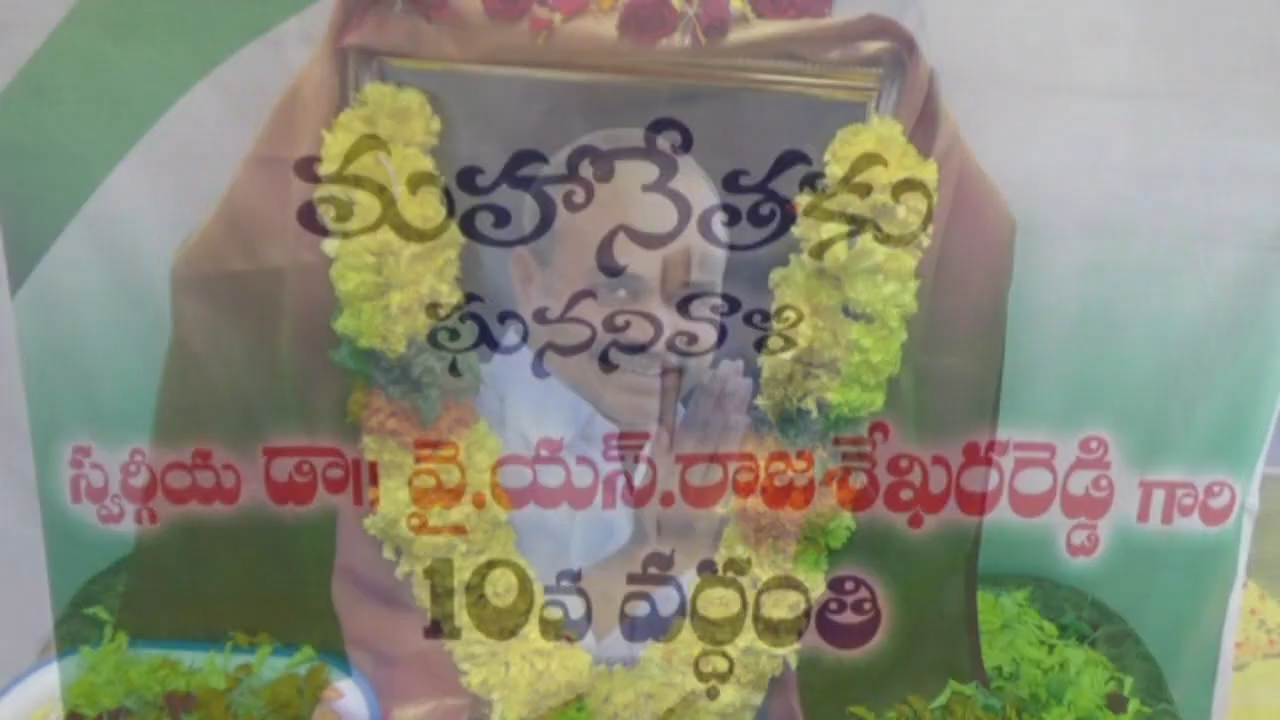 మహానేతకు
ఘననివాళి
స్వర్గీయ డా॥ వై.యస్.రాజశేఖరరెడ్డి గారి
10వ వర్ధంతి